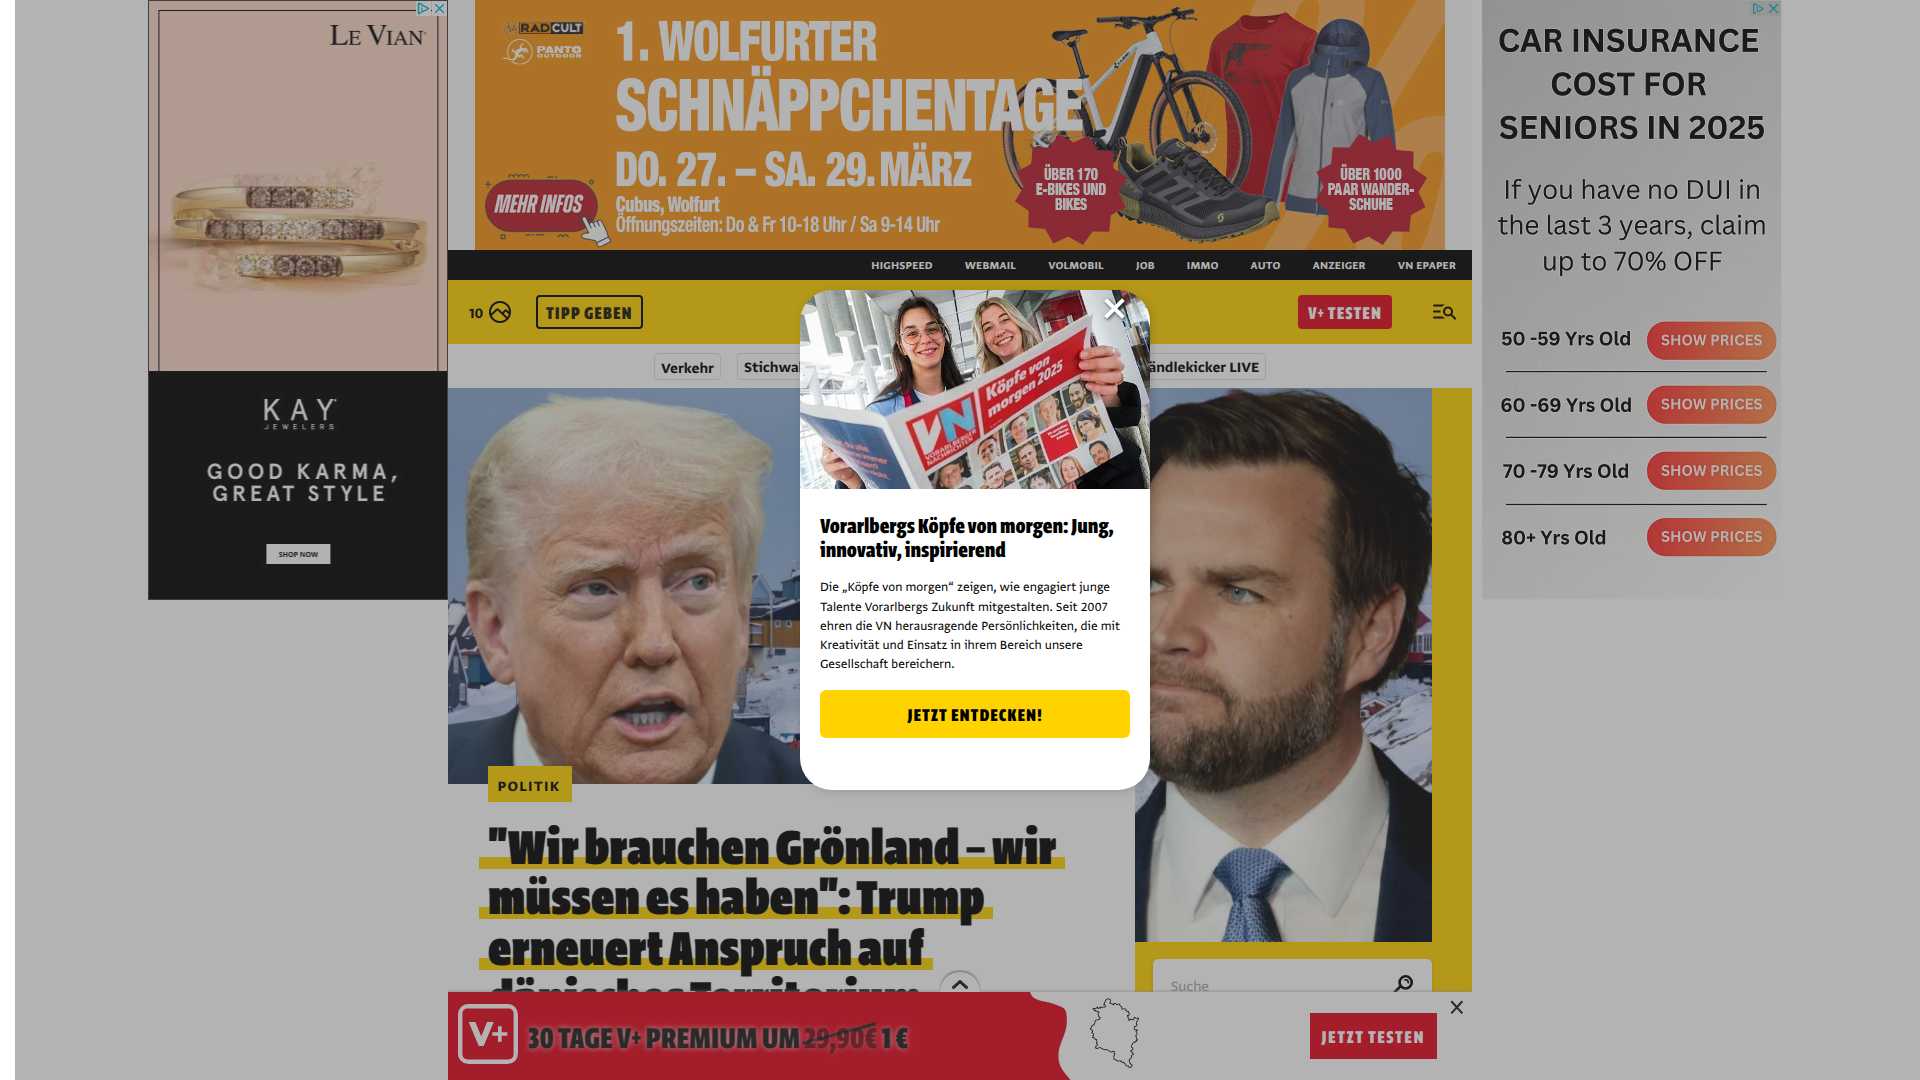 LE VIAN
KAY
JEWELERS
GOOD KARMA,
GREAT STYLE
SHOP NOW
RADCULT
PANTO
OUTDOOR
1. WOLFURTER
SCHNÄPPCHENTAGE
DO. 27. – SA. 29. MÄRZ
MEHR INFOS
Cubus, Wolfurt
Öffnungszeiten: Do & Fr 10-18 Uhr / Sa 9-14 Uhr
ÜBER 170
E-BIKES UND
BIKES
ÜBER 1000
PAAR WANDER-
SCHUHE
CAR INSURANCE
COST FOR
SENIORS IN 2025
If you have no DUI in
the last 3 years, claim
up to 70% OFF
50 -59 Yrs Old SHOW PRICES
60 -69 Yrs Old SHOW PRICES
70 -79 Yrs Old SHOW PRICES
80+ Yrs Old SHOW PRICES
HIGHSPEED WEBMAIL VOLMOBIL JOB IMMO AUTO ANZEIGER VN EPAPER
10 TIPP GEBEN V+ TESTEN
Verkehr Stichwa ändlekicker LIVE
Köpfe von
morgen 2025
VN
VORARLBERGER
NACHRICHTEN
Vorarlbergs Köpfe von morgen: Jung,
innovativ, inspirierend
Die „Köpfe von morgen“ zeigen, wie engagiert junge
Talente Vorarlbergs Zukunft mitgestalten. Seit 2007
ehren die VN herausragende Persönlichkeiten, die mit
Kreativität und Einsatz in ihrem Bereich unsere
Gesellschaft bereichern.
JETZT ENTDECKEN!
POLITIK
"Wir brauchen Grönland – wir
müssen es haben": Trump
erneuert Anspruch auf
dänisches Territorium
Suche
V+ 30 TAGE V+ PREMIUM UM 29,90€ 1 €
JETZT TESTEN